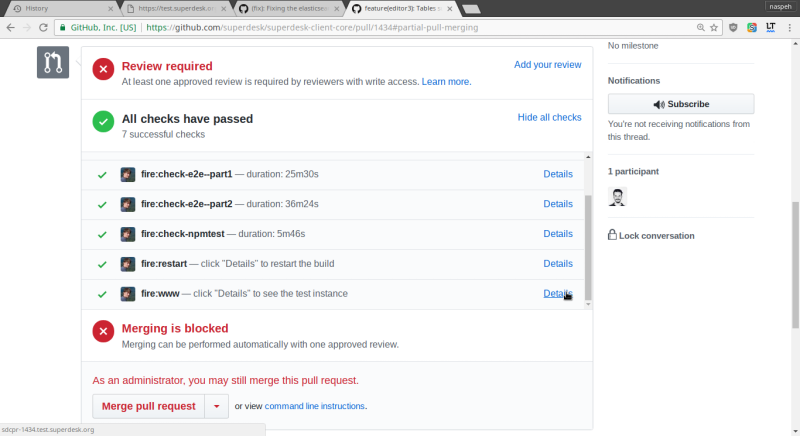 naspeh
History
https://test.superdesk.or
(fix): Fixing the elasticsea
feature(editor3): Tables e
GitHub, Inc. [US] https://github.com/superdesk/superdesk-client-core/pull/1434#partial-pull-merging
Review required
Add your review
At least one approved review is required by reviewers with write access. Learn more.
All checks have passed
Hide all checks
7 successful checks
fire:check-e2e--part1 — duration: 25m30s
Details
fire:check-e2e--part2 — duration: 36m24s
Details
fire:check-npmtest — duration: 5m46s
Details
fire:restart — click "Details" to restart the build
Details
fire:www — click "Details" to see the test instance
Details
Merging is blocked
Merging can be performed automatically with one approved review.
As an administrator, you may still merge this pull request.
Merge pull request
or view command line instructions.
No milestone
Notifications
Subscribe
You're not receiving notifications from
this thread.
1 participant
Lock conversation
sdcpr-1434.test.superdesk.org